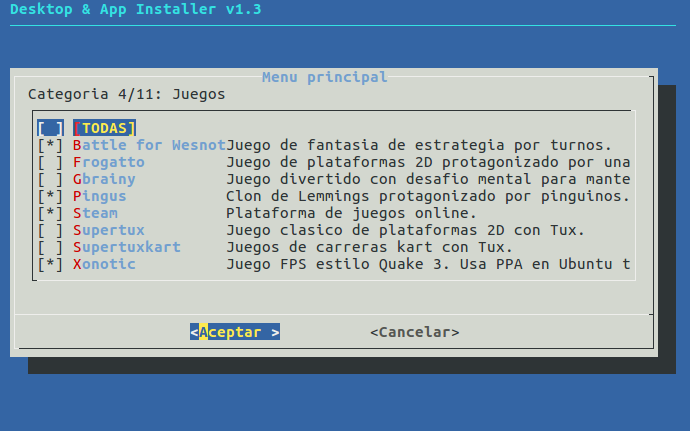 Desktop & App Installer v1.3
Menu principal
Categoria 4/11: Juegos
[ ] [TODAS]
[*] Battle for WesnotJuego de fantasia de estrategia por turnos.
[ ] Frogatto Juego de plataformas 2D protagonizado por una
[ ] Gbrainy Juego divertido con desafio mental para mante
[*] Pingus Clon de Lemmings protagonizado por pinguinos.
[*] Steam Plataforma de juegos online.
[ ] Supertux Juego clasico de plataformas 2D con Tux.
[ ] Supertuxkart Juegos de carreras kart con Tux.
[*] Xonotic Juego FPS estilo Quake 3. Usa PPA en Ubuntu t
<Aceptar > <Cancelar>